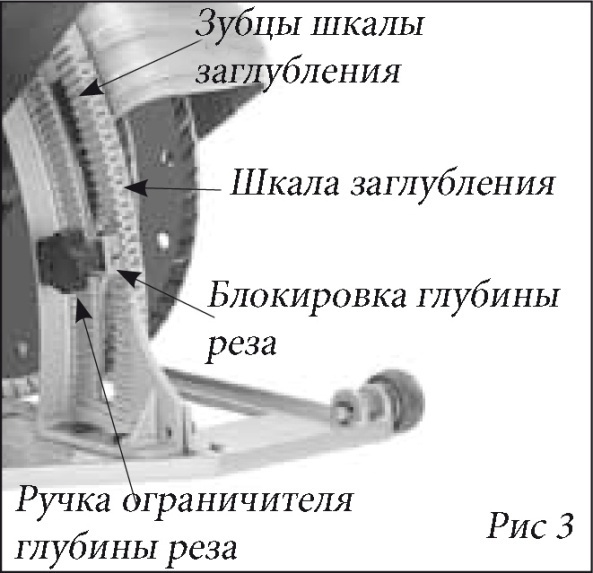 Зубцы шкалы
заглубления
Шкала заглубления
Блокировка глубины
реза
Ручка ограничителя
глубины реза
Рис 3